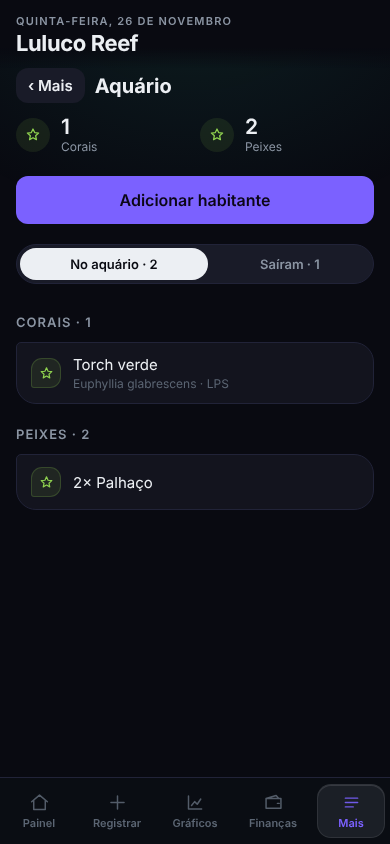 QUINTA-FEIRA, 26 DE NOVEMBRO
Luluco Reef
‹ Mais
Aquário
1
Corais
2
Peixes
Adicionar habitante
No aquário · 2
Saíram · 1
CORAIS · 1
Torch verde
Euphyllia glabrescens · LPS
PEIXES · 2
2× Palhaço
Painel
Registrar
Gráficos
Finanças
Mais